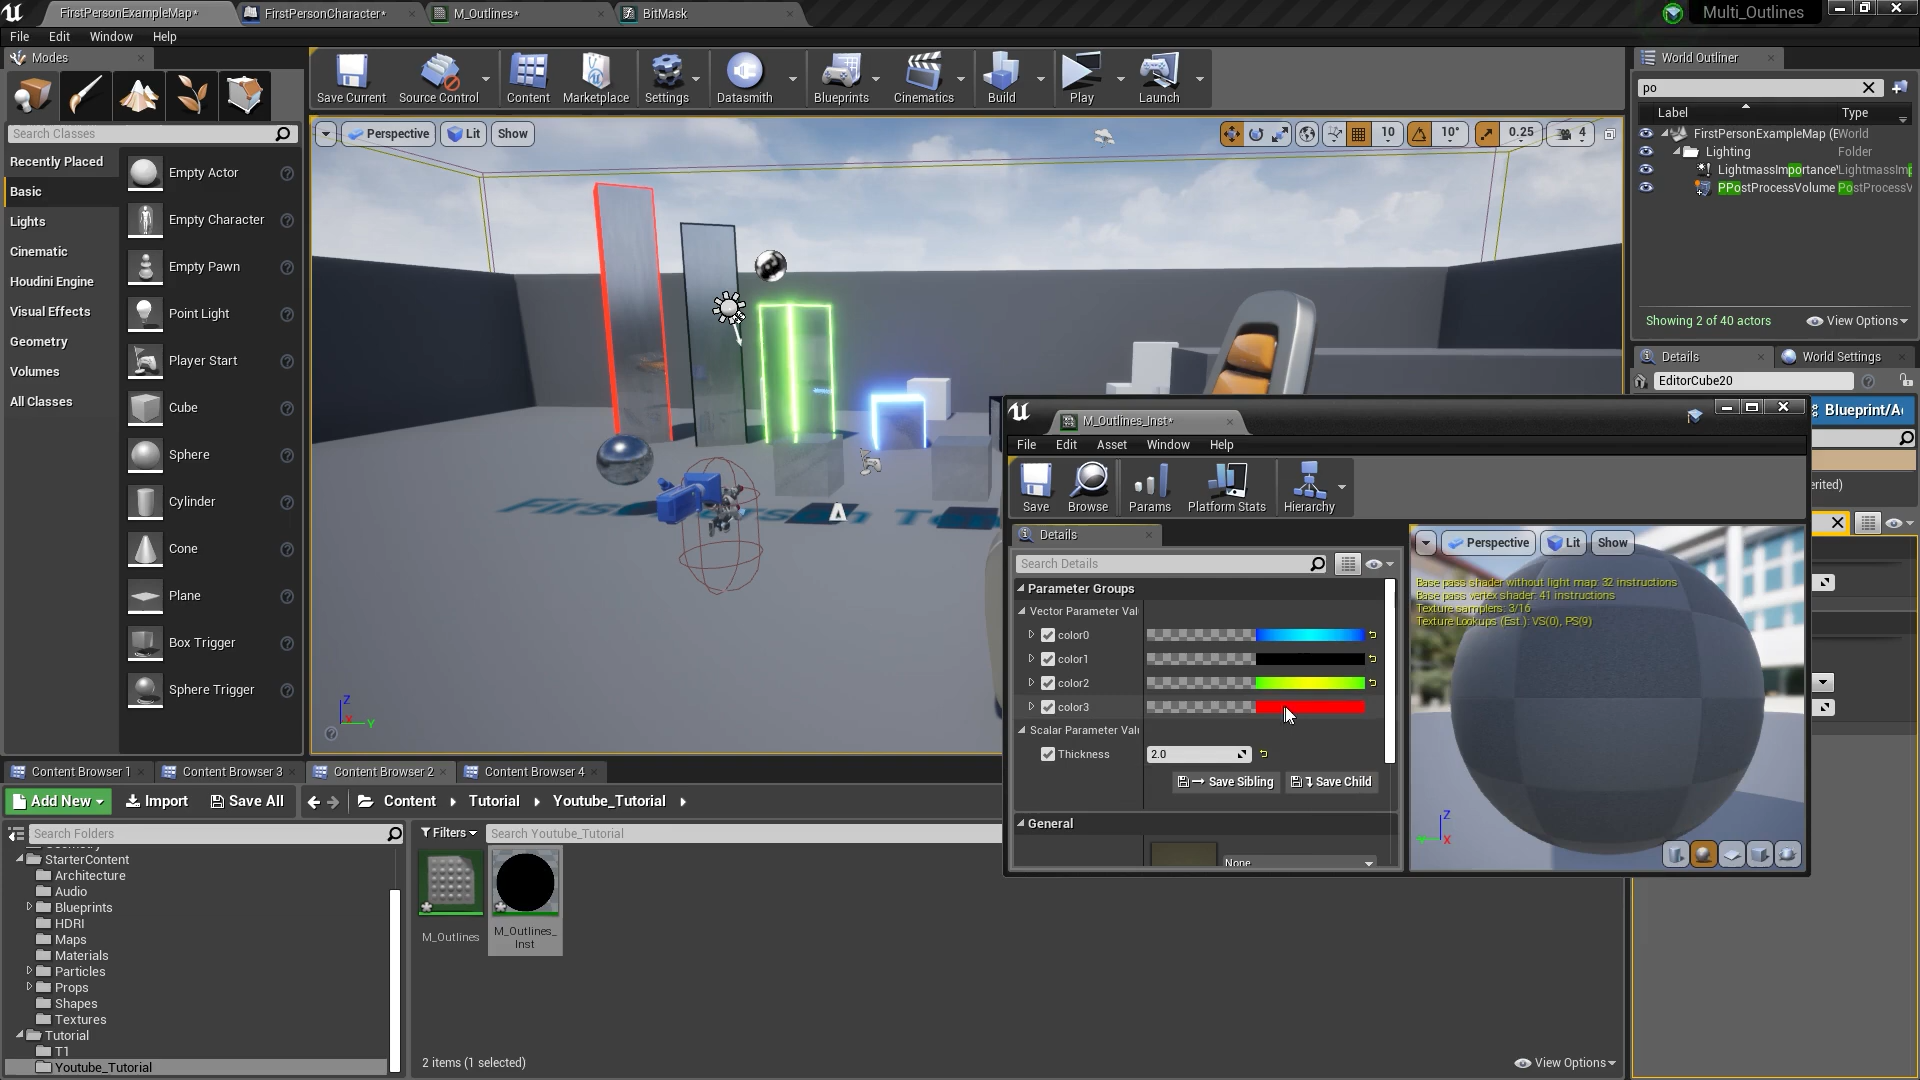 FirstPersonExampleMap*
FirstPersonCharacter*
M_Outlines*
BitMask
Multi_Outlines
File
Edit
Window
Help
Modes
World Outliner
Save Current
Source Control
Content
Marketplace
Settings
Datasmith
Blueprints
Cinematics
Build
Play
Launch
po
Label
Type
Search Classes
Perspective
Lit
Show
10
10°
0.25
4
FirstPersonExampleMap (E
World
Lighting
Folder
LightmassImportance
LightmassImp
PPostProcessVolume
PostProcessV
Recently Placed
Basic
Lights
Cinematic
Houdini Engine
Visual Effects
Geometry
Volumes
All Classes
Empty Actor
Empty Character
Empty Pawn
Point Light
Player Start
Cube
Sphere
Cylinder
Cone
Plane
Box Trigger
Sphere Trigger
Showing 2 of 40 actors
View Options
Details
World Settings
EditorCube20
Blueprint/A
erited)
M_Outlines_Inst*
File
Edit
Asset
Window
Help
Save
Browse
Params
Platform Stats
Hierarchy
Details
Search Details
Parameter Groups
Vector Parameter Val
color0
color1
color2
color3
Scalar Parameter Valu
Thickness
2.0
Save Sibling
Save Child
General
None
Perspective
Lit
Show
Base pass shader without light map: 32 instructions
Base pass vertex shader: 41 instructions
Texture samplers: 3/16
Texture Lookups (Est.): VS(0), PS(9)
Z
X
Z
X
Y
Content Browser 1
Content Browser 3
Content Browser 2
Content Browser 4
Add New
Import
Save All
Content
Tutorial
Youtube_Tutorial
Search Folders
Filters
Search Youtube_Tutorial
StarterContent
Architecture
Audio
Blueprints
HDRI
Maps
Materials
Particles
Props
Shapes
Textures
Tutorial
T1
Youtube_Tutorial
M_Outlines
M_Outlines_
Inst
2 items (1 selected)
View Options